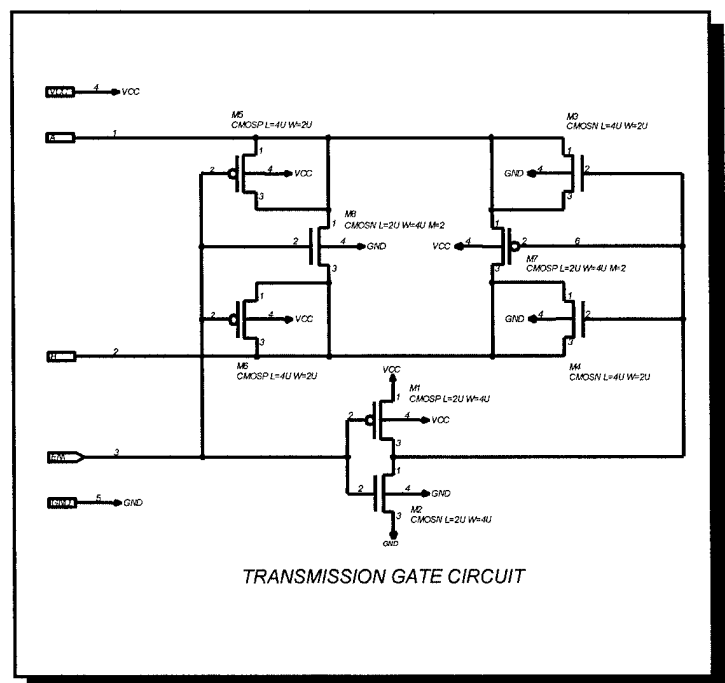 4 VCC
M5
CMOSP L=4U W=2U
M3
CMOSN L=4U W=2U
A 1
1
2 4 VCC
3
1
GND 4 2
3
M8
CMOSN L=2U W=4U M=2
1
2 4 GND
3
1
VCC 4 2 6
3
M7
CMOSP L=2U W=4U M=2
1
2 4 VCC
3
1
GND 4 2
3
2
M6
CMOSP L=4U W=2U
M4
CMOSN L=4U W=2U
VCC
M1
CMOSP L=2U W=4U
1
2 4 VCC
3
3
1
2 4 GND
3
M2
CMOSN L=2U W=4U
GND
5 GND
TRANSMISSION GATE CIRCUIT